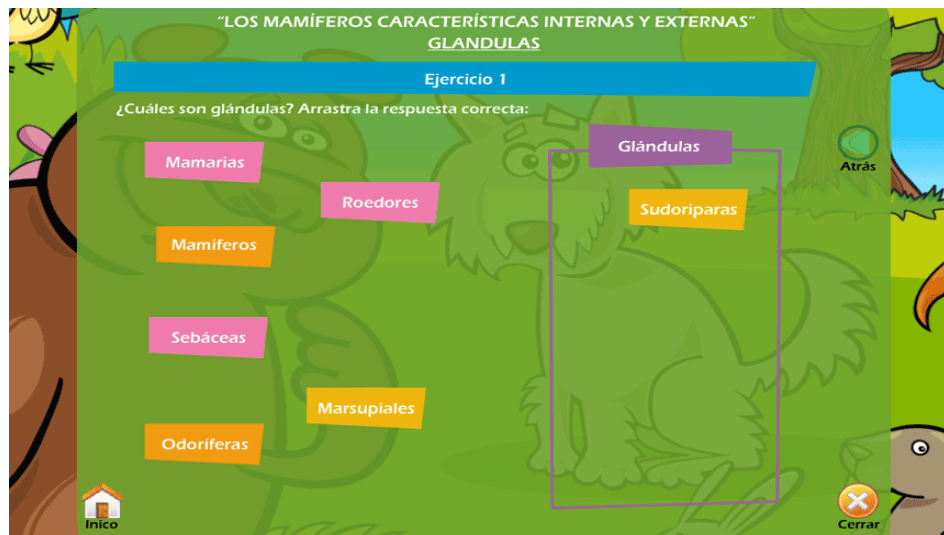 “LOS MAMÍFEROS CARACTERÍSTICAS INTERNAS Y EXTERNAS”
GLANDULAS
Ejercicio 1
¿Cuáles son glándulas? Arrastra la respuesta correcta:
Glándulas
Mamarias
Atrás
Roedores
Sudoriparas
Mamiferos
Sebáceas
Marsupiales
Odoríferas
Inico
Cerrar